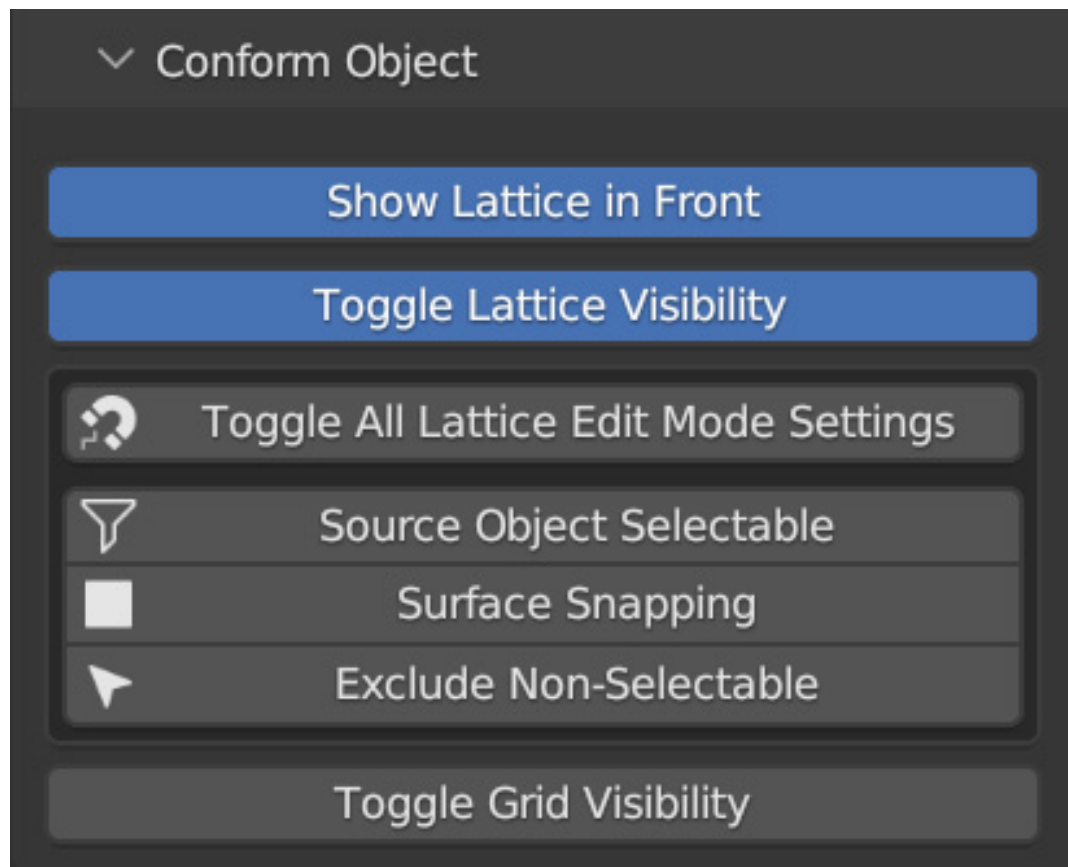 Conform Object
Show Lattice in Front
Toggle Lattice Visibility
Toggle All Lattice Edit Mode Settings
Source Object Selectable
Surface Snapping
Exclude Non-Selectable
Toggle Grid Visibility